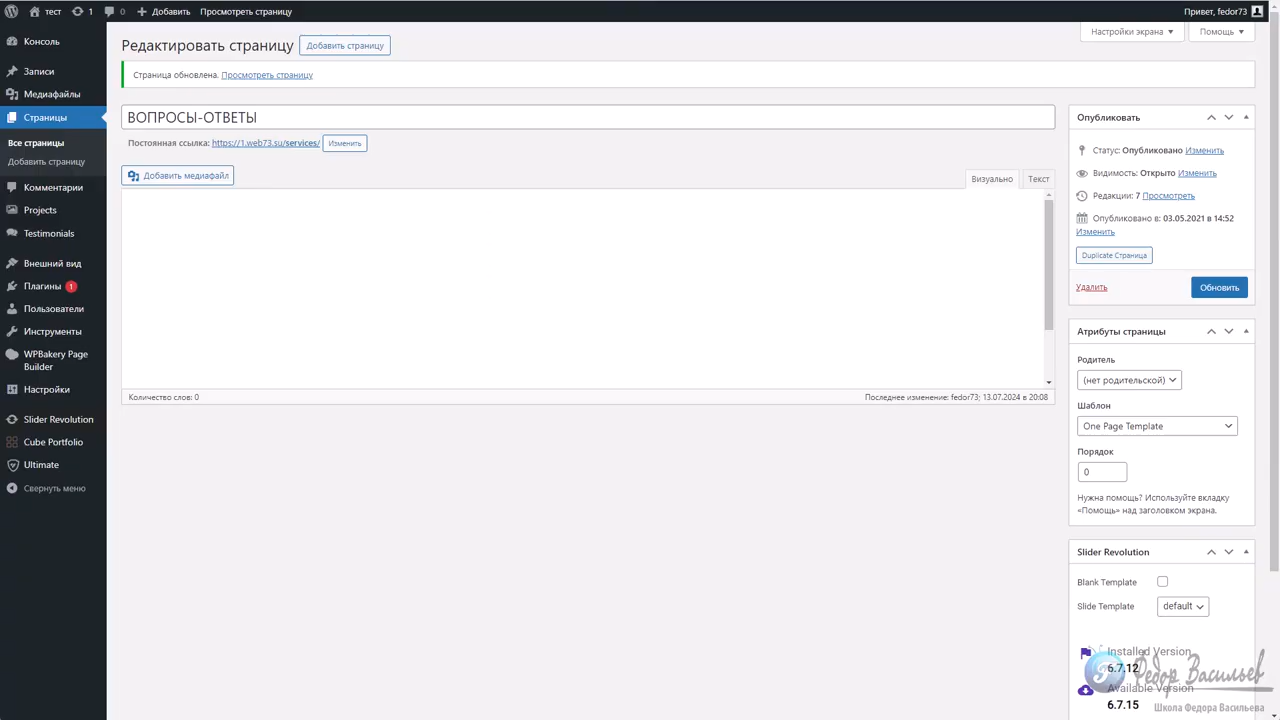 тест
1
0
Добавить
Просмотреть страницу
Привет, fedor73
Консоль
Записи
Медиафайлы
Страницы
Все страницы
Добавить страницу
Комментарии
Projects
Testimonials
Внешний вид
Плагины 1
Пользователи
Инструменты
WPBakery Page
Builder
Настройки
Slider Revolution
Cube Portfolio
Ultimate
Свернуть меню
Настройки экрана
Помощь
Редактировать страницу
Добавить страницу
Страница обновлена. Просмотреть страницу
ВОПРОСЫ-ОТВЕТЫ
Постоянная ссылка: https://1.web73.su/services/ Изменить
Добавить медиафайл
Визуально
Текст
Количество слов: 0
Последнее изменение: fedor73; 13.07.2024 в 20:08
Опубликовать
Статус: Опубликовано Изменить
Видимость: Открыто Изменить
Редакции: 7 Просмотреть
Опубликовано в: 03.05.2021 в 14:52
Изменить
Duplicate Страница
Удалить
Обновить
Атрибуты страницы
Родитель
(нет родительской)
Шаблон
One Page Template
Порядок
0
Нужна помощь? Используйте вкладку
«Помощь» над заголовком экрана.
Slider Revolution
Blank Template
Slide Template
default
Installed Version
6.7.12
Available Version
6.7.15
Федор Васильев
Школа Федора Васильева